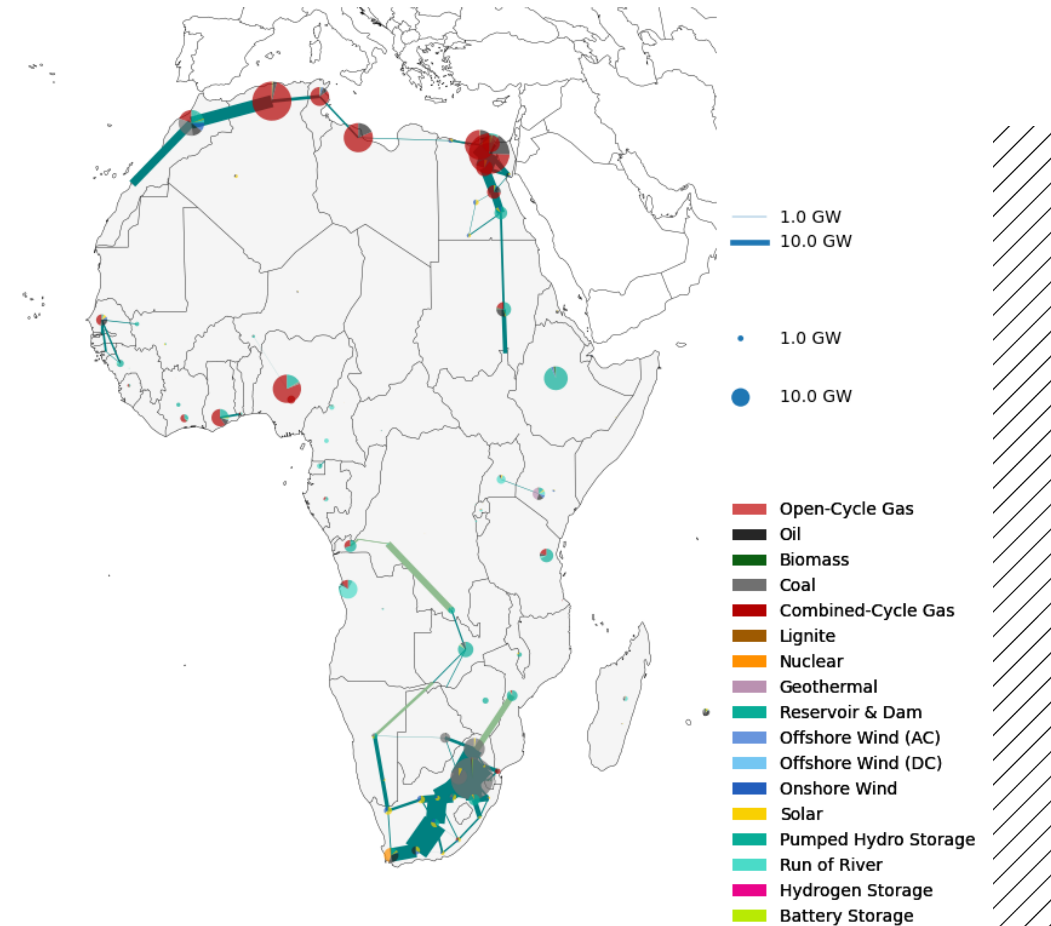 1.0 GW
10.0 GW
1.0 GW
10.0 GW
Open-Cycle Gas
Oil
Biomass
Coal
Combined-Cycle Gas
Lignite
Nuclear
Geothermal
Reservoir & Dam
Offshore Wind (AC)
Offshore Wind (DC)
Onshore Wind
Solar
Pumped Hydro Storage
Run of River
Hydrogen Storage
Battery Storage